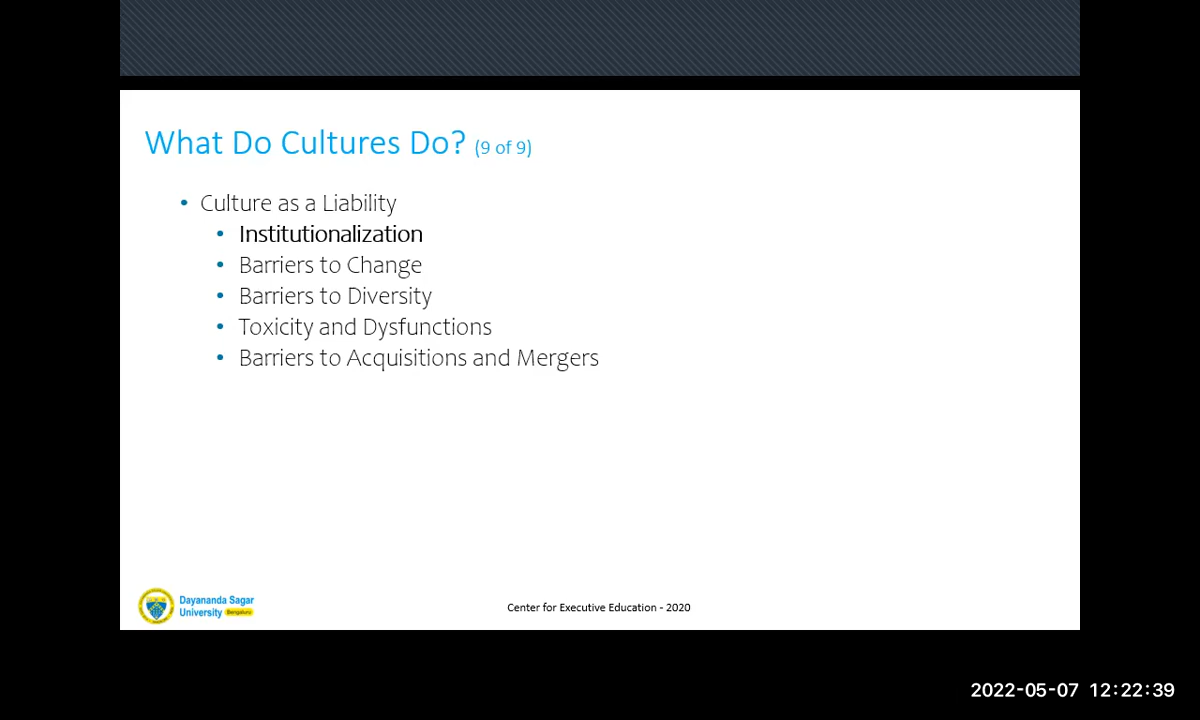 What Do Cultures Do? (9 of 9)
• Culture as a Liability
• Institutionalization
• Barriers to Change
• Barriers to Diversity
• Toxicity and Dysfunctions
• Barriers to Acquisitions and Mergers
Dayananda Sagar
University Bengaluru
Center for Executive Education - 2020
2022-05-07 12:22:39